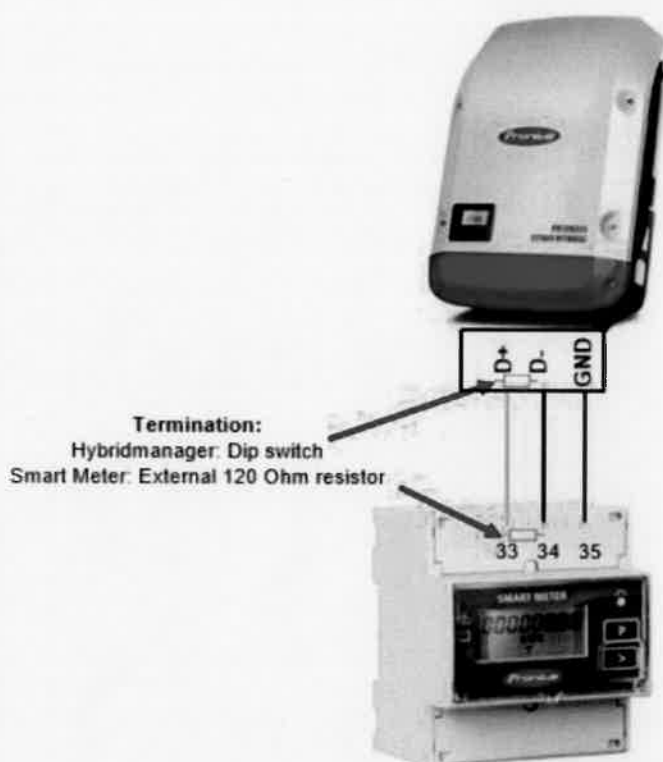 Fronius
D+ D- GND
Termination:
Hybridmanager: Dip switch
Smart Meter: External 120 Ohm resistor
33 34 35
SMART METER
P
>
Fronius